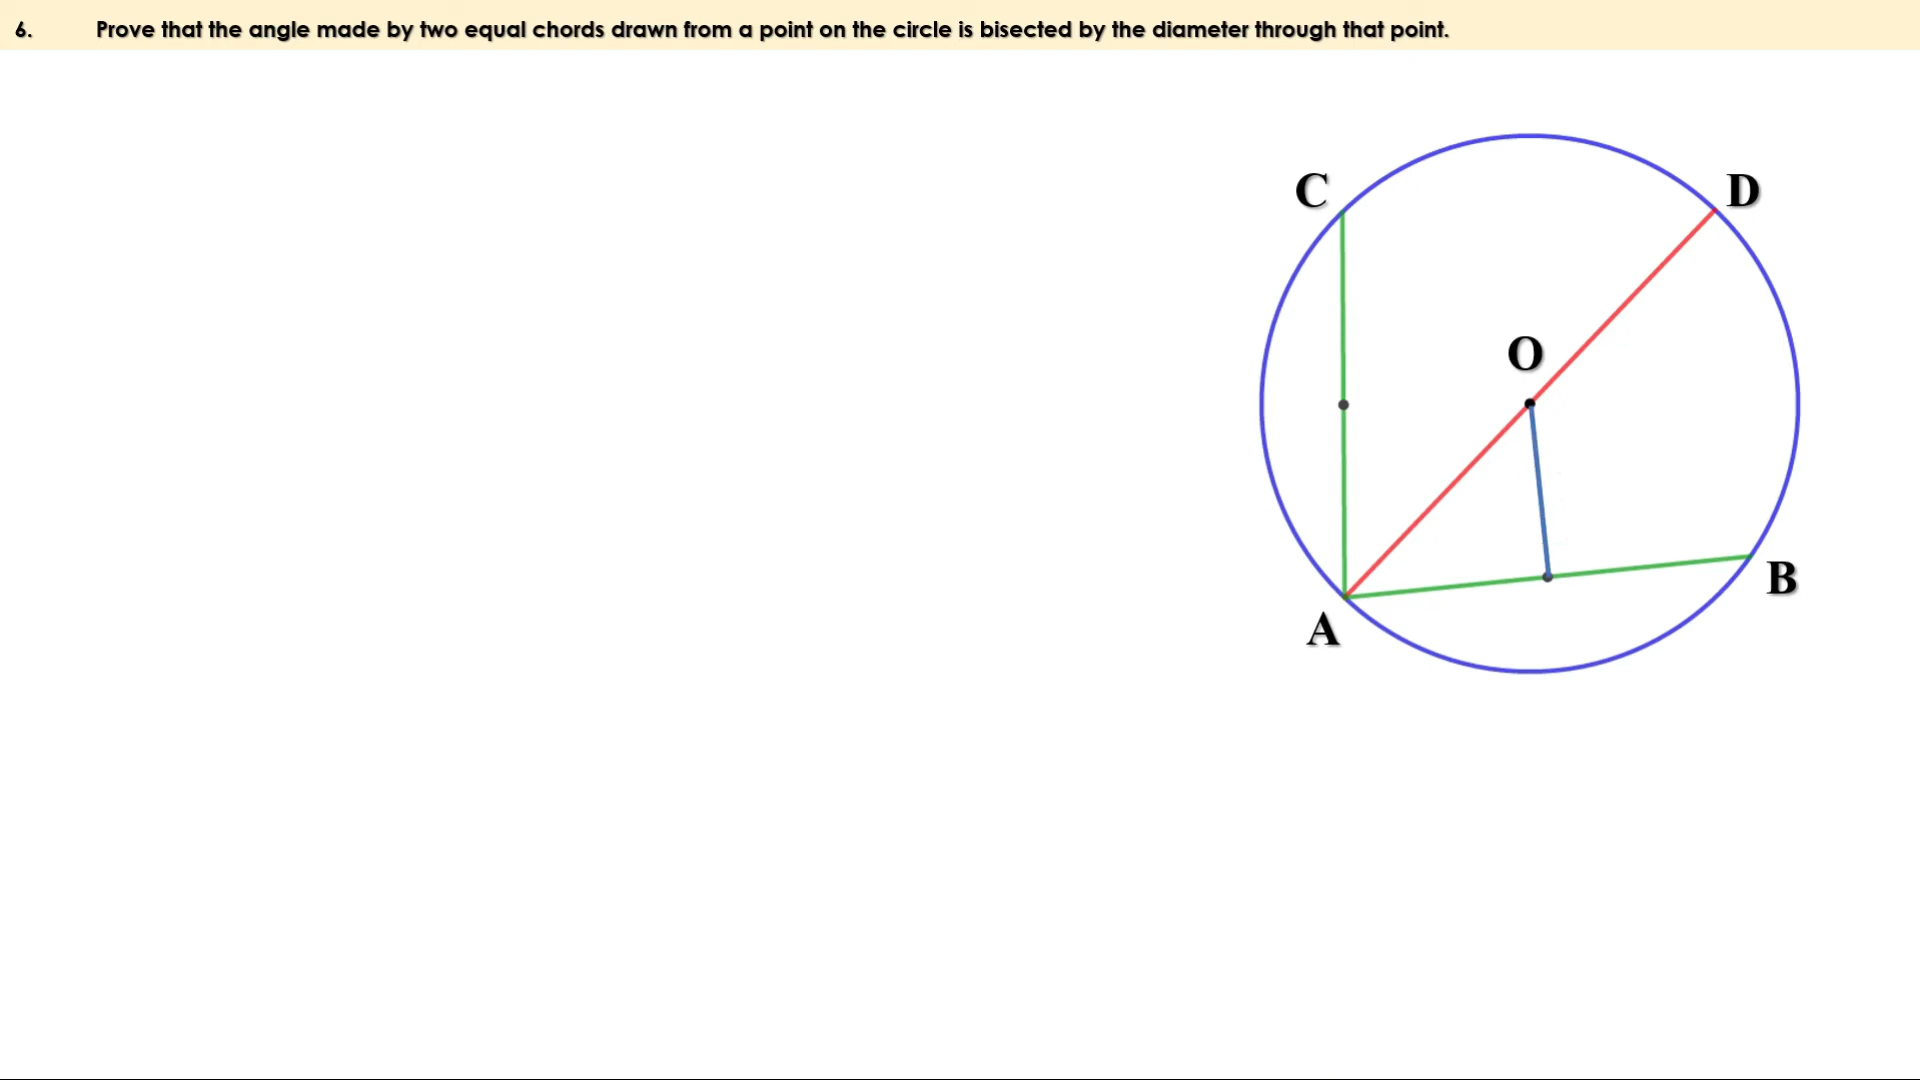 6. Prove that the angle made by two equal chords drawn from a point on the circle is bisected by the diameter through that point.
C
D
O
B
A